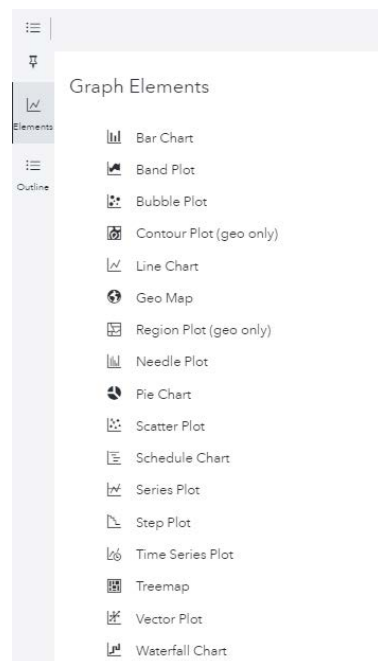 Elements
Outline
Graph Elements
Bar Chart
Band Plot
Bubble Plot
Contour Plot (geo only)
Line Chart
Geo Map
Region Plot (geo only)
Needle Plot
Pie Chart
Scatter Plot
Schedule Chart
Series Plot
Step Plot
Time Series Plot
Treemap
Vector Plot
Waterfall Chart